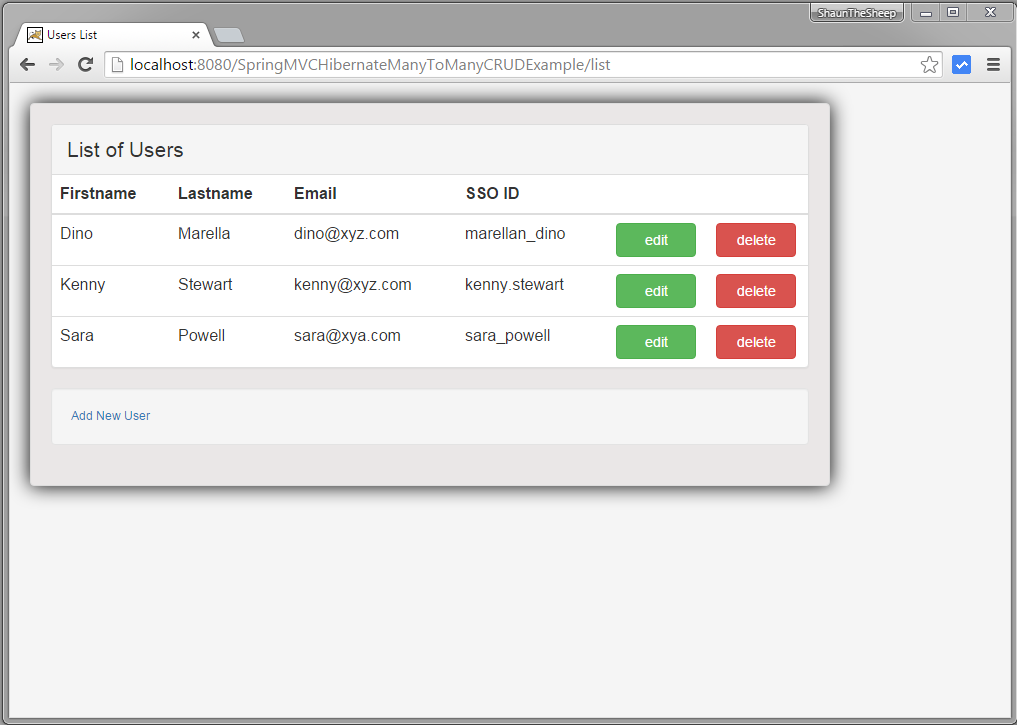 ShaunTheSheep
Users List
localhost:8080/SpringMVCHibernateManyToManyCRUDExample/list
List of Users
Firstname Lastname Email SSO ID
Dino Marella dino@xyz.com marellan_dino edit delete
Kenny Stewart kenny@xyz.com kenny.stewart edit delete
Sara Powell sara@xya.com sara_powell edit delete
Add New User